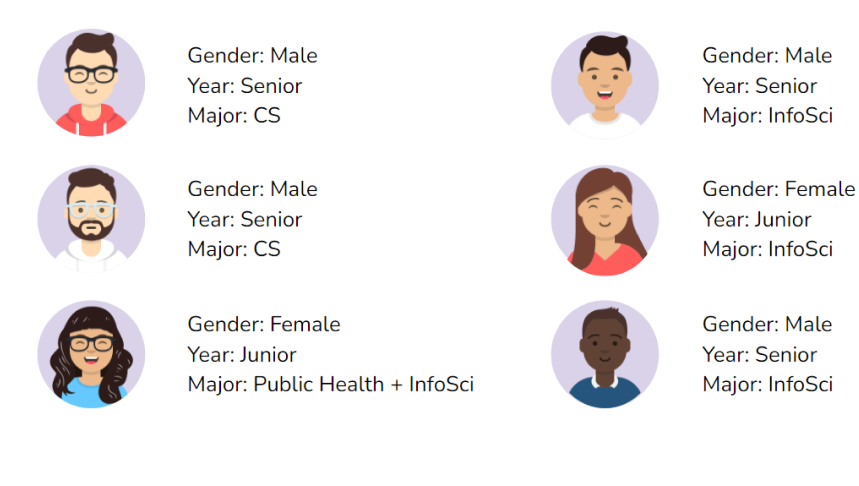 Gender: Male
Year: Senior
Major: CS
Gender: Male
Year: Senior
Major: InfoSci
Gender: Male
Year: Senior
Major: CS
Gender: Female
Year: Junior
Major: InfoSci
Gender: Female
Year: Junior
Major: Public Health + InfoSci
Gender: Male
Year: Senior
Major: InfoSci